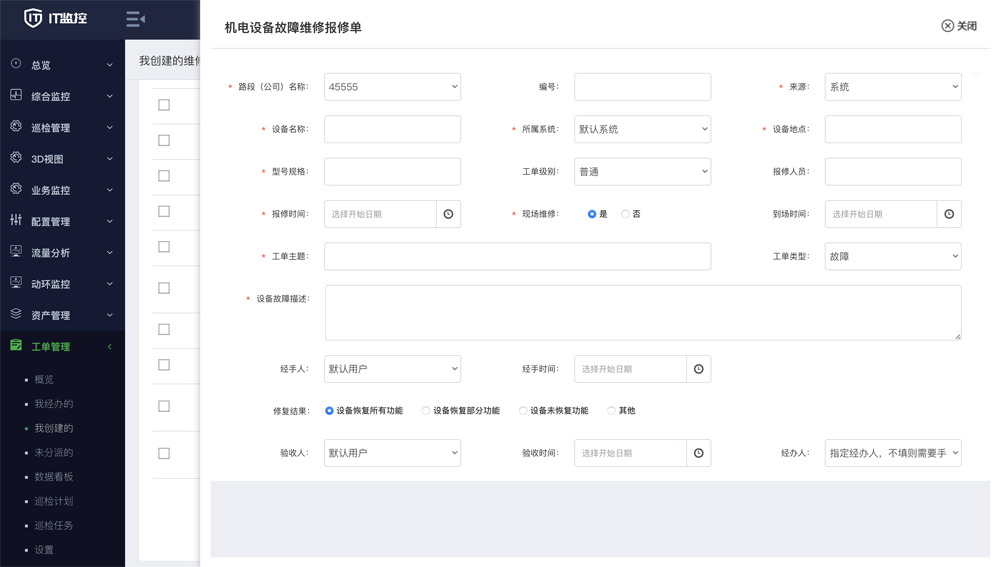 IT监控
机电设备故障维修报修单
关闭
总览
我创建的维
综合监控
巡检管理
3D视图
业务监控
配置管理
流量分析
动环监控
资产管理
工单管理
概览
我经办的
我创建的
未分派的
数据看板
巡检计划
巡检任务
设置
* 路段（公司）名称: 45555 编号: * 来源: 系统
* 设备名称: * 所属系统: 默认系统 * 设备地点:
* 型号规格: 工单级别: 普通 报修人员:
* 报修时间: 选择开始日期 * 现场维修: 是 否 到场时间: 选择开始日期
* 工单主题: 工单类型: 故障
* 设备故障描述:
经手人: 默认用户 经手时间: 选择开始日期
修复结果: 设备恢复所有功能 设备恢复部分功能 设备未恢复功能 其他
验收人: 默认用户 验收时间: 选择开始日期 经办人: 指定经办人，不填则需要手